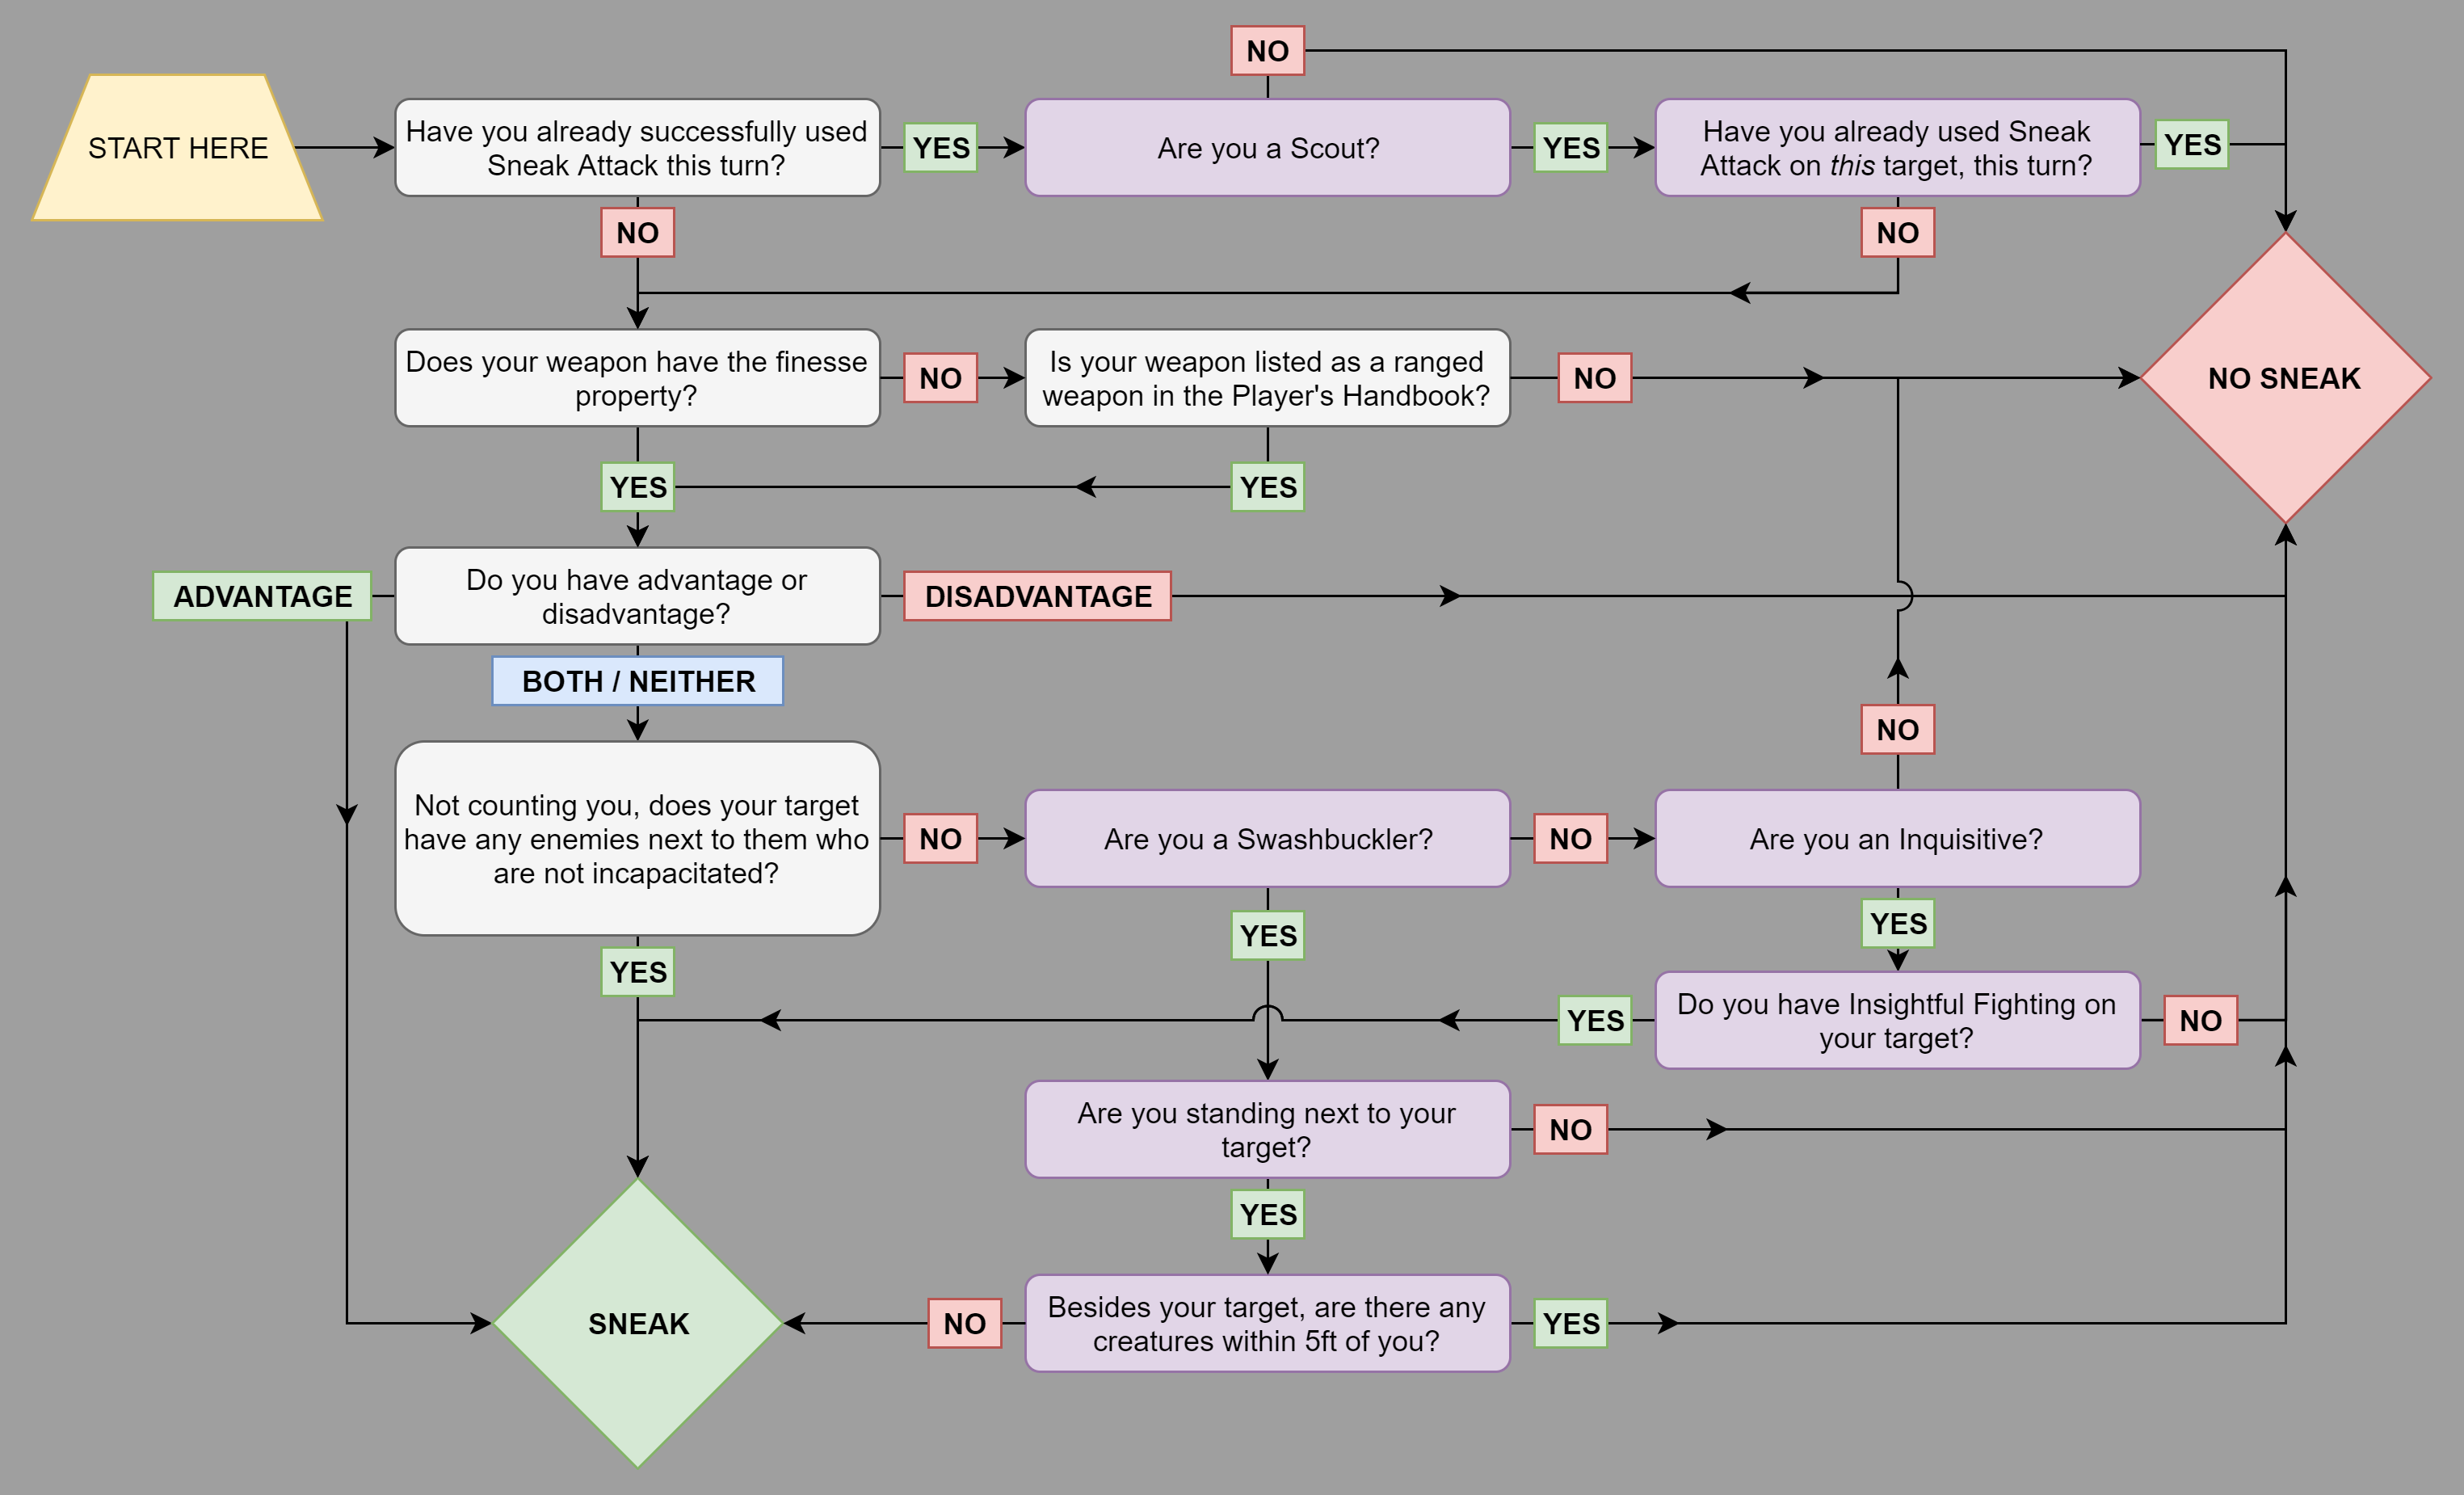 NO
START HERE
Have you already successfully used
Sneak Attack this turn?
YES
Are you a Scout?
YES
Have you already used Sneak
Attack on this target, this turn?
YES
NO
NO
Does your weapon have the finesse
property?
NO
Is your weapon listed as a ranged
weapon in the Player's Handbook?
NO
NO SNEAK
YES
YES
ADVANTAGE
Do you have advantage or
disadvantage?
DISADVANTAGE
BOTH / NEITHER
NO
Not counting you, does your target
have any enemies next to them who
are not incapacitated?
NO
Are you a Swashbuckler?
NO
Are you an Inquisitive?
YES
YES
YES
YES
Do you have Insightful Fighting on
your target?
NO
Are you standing next to your
target?
NO
YES
SNEAK
NO
Besides your target, are there any
creatures within 5ft of you?
YES